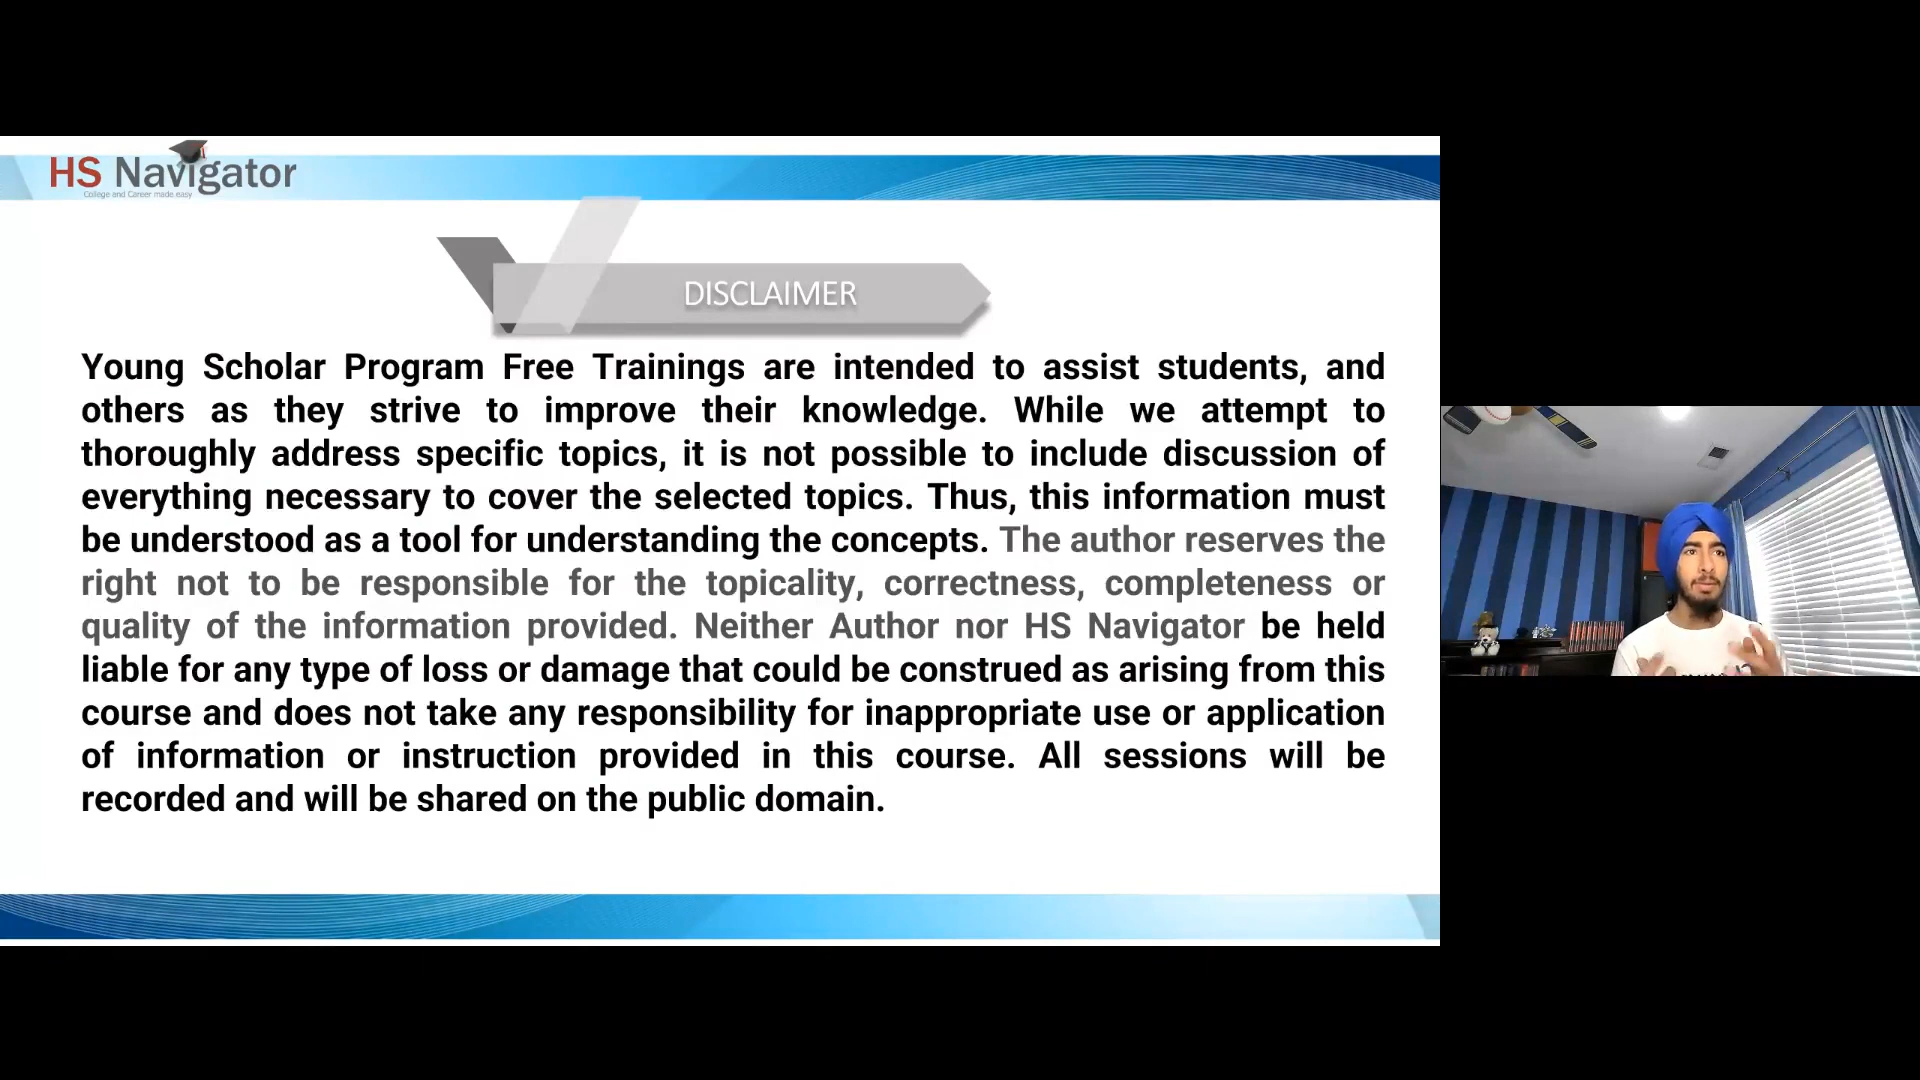 HS Navigator
College and Career made easy
DISCLAIMER
Young Scholar Program Free Trainings are intended to assist students, and
others as they strive to improve their knowledge. While we attempt to
thoroughly address specific topics, it is not possible to include discussion of
everything necessary to cover the selected topics. Thus, this information must
be understood as a tool for understanding the concepts. The author reserves the
right not to be responsible for the topicality, correctness, completeness or
quality of the information provided. Neither Author nor HS Navigator be held
liable for any type of loss or damage that could be construed as arising from this
course and does not take any responsibility for inappropriate use or application
of information or instruction provided in this course. All sessions will be
recorded and will be shared on the public domain.